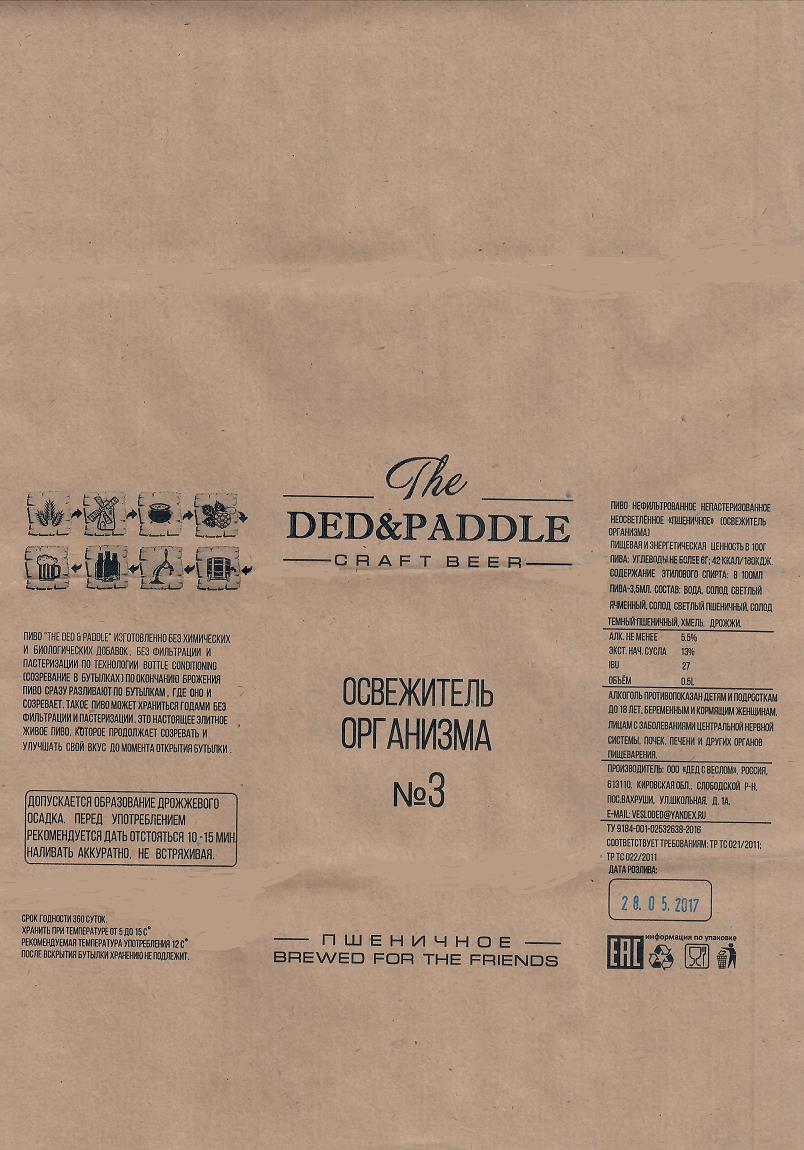 The
DED&PADDLE
CRAFT BEER
ОСВЕЖИТЕЛЬ
ОРГАНИЗМА
№3
ПШЕНИЧНОЕ
BREWED FOR THE FRIENDS
ПИВО "THE DED & PADDLE" ИЗГОТОВЛЕННО БЕЗ ХИМИЧЕСКИХ
И БИОЛОГИЧЕСКИХ ДОБАВОК, БЕЗ ФИЛЬТРАЦИИ И
ПАСТЕРИЗАЦИИ ПО ТЕХНОЛОГИИ BOTTLE CONDITIONING
(СОЗРЕВАНИЕ В БУТЫЛКАХ) ПО ОКОНЧАНИЮ БРОЖЕНИЯ
ПИВО СРАЗУ РАЗЛИВАЮТ ПО БУТЫЛКАМ, ГДЕ ОНО И
СОЗРЕВАЕТ. ТАКОЕ ПИВО МОЖЕТ ХРАНИТЬСЯ ГОДАМИ БЕЗ
ФИЛЬТРАЦИИ И ПАСТЕРИЗАЦИИ. ЭТО НАСТОЯЩЕЕ ЭЛИТНОЕ
ЖИВОЕ ПИВО, КОТОРОЕ ПРОДОЛЖАЕТ СОЗРЕВАТЬ И
УЛУЧШАТЬ СВОЙ ВКУС ДО МОМЕНТА ОТКРЫТИЯ БУТЫЛКИ.
ДОПУСКАЕТСЯ ОБРАЗОВАНИЕ ДРОЖЖЕВОГО
ОСАДКА. ПЕРЕД УПОТРЕБЛЕНИЕМ
РЕКОМЕНДУЕТСЯ ДАТЬ ОТСТОЯТЬСЯ 10 -15 МИН.
НАЛИВАТЬ АККУРАТНО, НЕ ВСТРЯХИВАЯ.
СРОК ГОДНОСТИ 360 СУТОК.
ХРАНИТЬ ПРИ ТЕМПЕРАТУРЕ ОТ 5 ДО 15 С°
РЕКОМЕНДУЕМАЯ ТЕМПЕРАТУРА УПОТРЕБЛЕНИЯ 12 С°
ПОСЛЕ ВСКРЫТИЯ БУТЫЛКИ ХРАНЕНИЮ НЕ ПОДЛЕЖИТ.
ПИВО НЕФИЛЬТРОВАННОЕ НЕПАСТЕРИЗОВАННОЕ
НЕОСВЕТЛЁННОЕ «ПШЕНИЧНОЕ» (ОСВЕЖИТЕЛЬ
ОРГАНИЗМА)
ПИЩЕВАЯ И ЭНЕРГЕТИЧЕСКАЯ ЦЕННОСТЬ В 100Г
ПИВА: УГЛЕВОДЫ НЕ БОЛЕЕ 6Г; 42 ККАЛ/180КДЖ.
СОДЕРЖАНИЕ ЭТИЛОВОГО СПИРТА: В 100МЛ
ПИВА-3,5МЛ. СОСТАВ: ВОДА, СОЛОД СВЕТЛЫЙ
ЯЧМЕННЫЙ, СОЛОД СВЕТЛЫЙ ПШЕНИЧНЫЙ, СОЛОД
ТЕМНЫЙ ПШЕНИЧНЫЙ, ХМЕЛЬ, ДРОЖЖИ.
АЛК. НЕ МЕНЕЕ 5.5%
ЭКСТ. НАЧ. СУСЛА 13%
IBU 27
ОБЪЁМ 0.5L
АЛКОГОЛЬ ПРОТИВОПОКАЗАН ДЕТЯМ И ПОДРОСТКАМ
ДО 18 ЛЕТ, БЕРЕМЕННЫМ И КОРМЯЩИМ ЖЕНЩИНАМ,
ЛИЦАМ С ЗАБОЛЕВАНИЯМИ ЦЕНТРАЛЬНОЙ НЕРВНОЙ
СИСТЕМЫ, ПОЧЕК, ПЕЧЕНИ И ДРУГИХ ОРГАНОВ
ПИЩЕВАРЕНИЯ.
ПРОИЗВОДИТЕЛЬ: ООО «ДЕД С ВЕСЛОМ», РОССИЯ,
613110, КИРОВСКАЯ ОБЛ., СЛОБОДСКОЙ Р-Н,
ПОС.ВАХРУШИ, УЛ.ШКОЛЬНАЯ, Д. 1А.
E-MAIL: VESLODED@YANDEX.RU
ТУ 9184-001-02532638-2016
СООТВЕТСТВУЕТ ТРЕБОВАНИЯМ: ТР ТС 021/2011;
ТР ТС 022/2011
ДАТА РОЗЛИВА:
28. 05. 2017
информация по упаковке
EAC